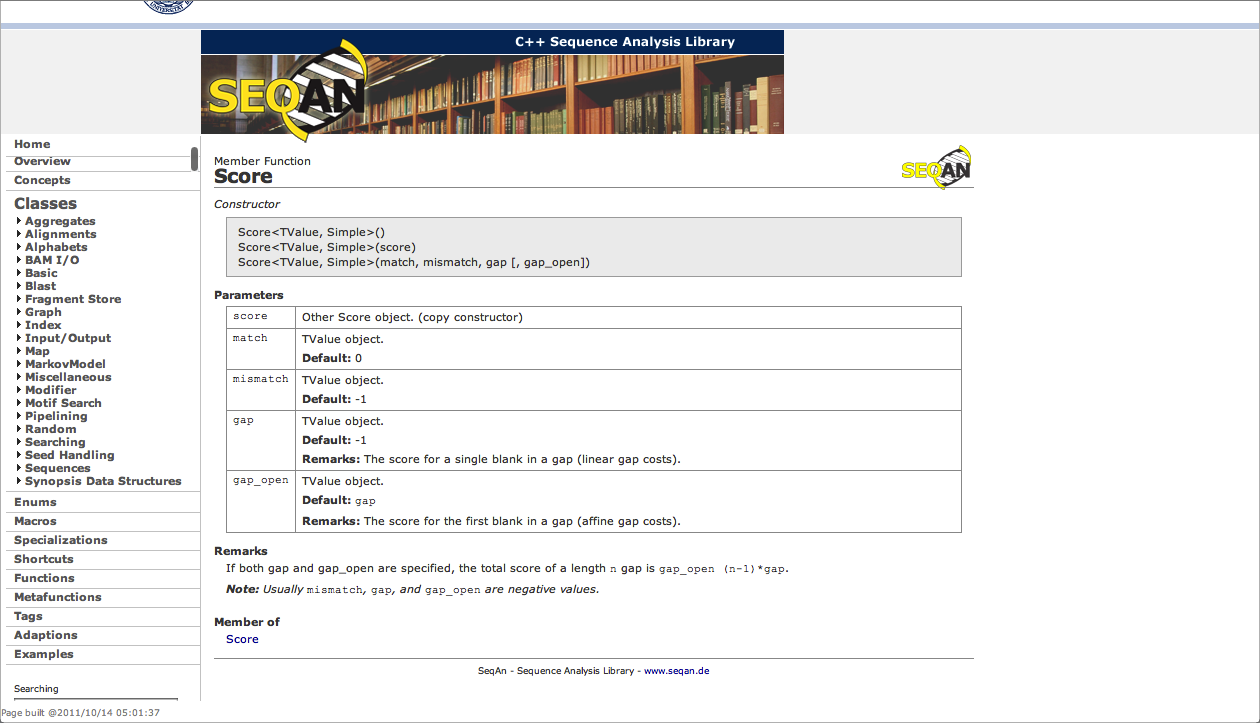 C++ Sequence Analysis Library
SEQAN
Home
Overview
Concepts
Classes
Aggregates
Alignments
Alphabets
BAM I/O
Basic
Blast
Fragment Store
Graph
Index
Input/Output
Map
MarkovModel
Miscellaneous
Modifier
Motif Search
Pipelining
Random
Searching
Seed Handling
Sequences
Synopsis Data Structures
Enums
Macros
Specializations
Shortcuts
Functions
Metafunctions
Tags
Adaptions
Examples
Searching
Page built @2011/10/14 05:01:37
Member Function
Score
SEQAN
Constructor
Score<TValue, Simple>()
Score<TValue, Simple>(score)
Score<TValue, Simple>(match, mismatch, gap [, gap_open])
Parameters
score Other Score object. (copy constructor)
match TValue object.
Default: 0
mismatch TValue object.
Default: -1
gap TValue object.
Default: -1
Remarks: The score for a single blank in a gap (linear gap costs).
gap_open TValue object.
Default: gap
Remarks: The score for the first blank in a gap (affine gap costs).
Remarks
If both gap and gap_open are specified, the total score of a length n gap is gap_open (n-1)*gap.
Note: Usually mismatch, gap, and gap_open are negative values.
Member of
Score
SeqAn - Sequence Analysis Library - www.seqan.de